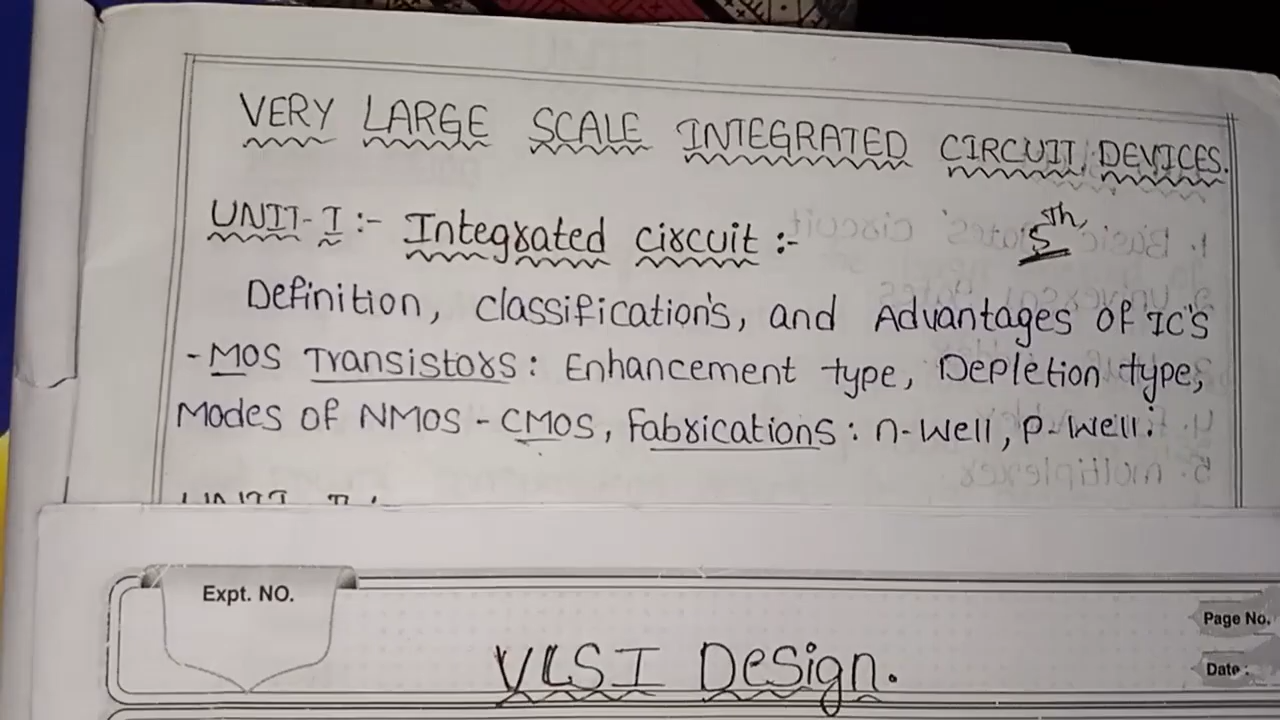 VERY LARGE SCALE INTEGRATED CIRCUIT DEVICES.
UNIT-I :- Integrated circuit :- 5th
Definition, classification's, and Advantages of IC's
- MOS Transistors : Enhancement type, Depletion type,
Modes of NMOS - CMOS, Fabrications : n-well, p-well.
Expt. NO.
Page No.
VLSI Design.
Date :